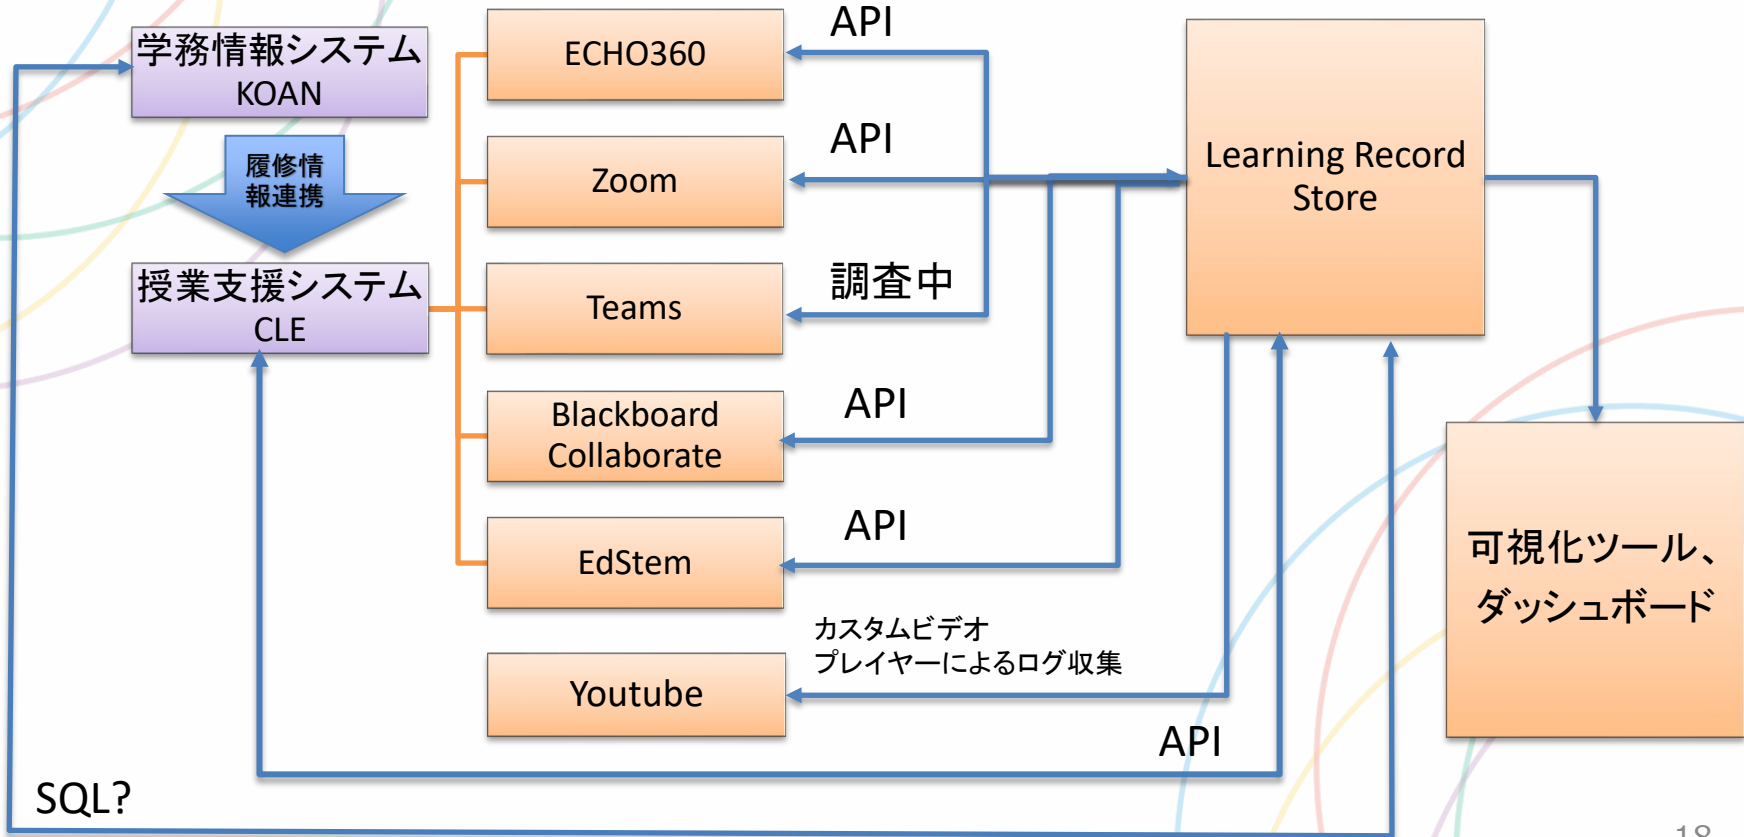 学務情報システム
KOAN
履修情
報連携
授業支援システム
CLE
ECHO360
Zoom
Teams
Blackboard
Collaborate
EdStem
Youtube
API
API
調査中
API
API
カスタムビデオ
プレイヤーによるログ収集
API
SQL?
Learning Record
Store
可視化ツール、
ダッシュボード
18